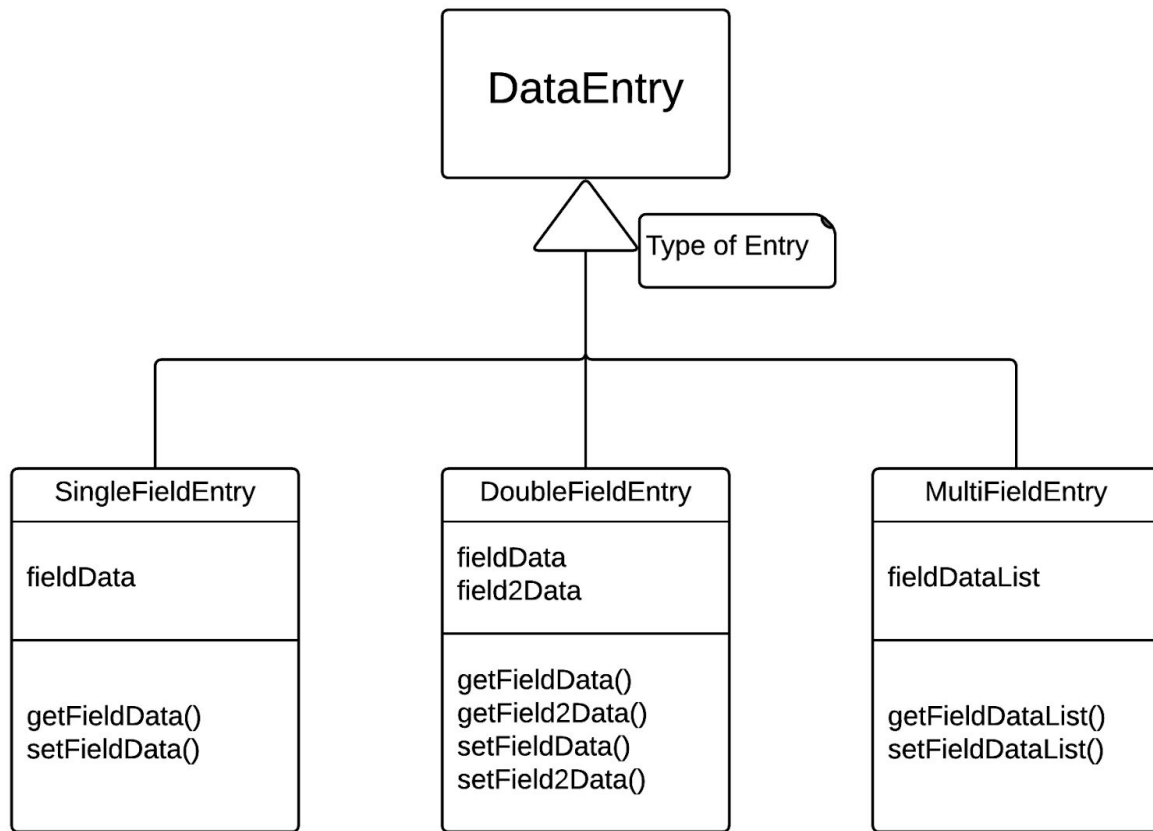 DataEntry
Type of Entry
SingleFieldEntry
fieldData
getFieldData()
setFieldData()
DoubleFieldEntry
fieldData
field2Data
getFieldData()
getField2Data()
setFieldData()
setField2Data()
MultiFieldEntry
fieldDataList
getFieldDataList()
setFieldDataList()